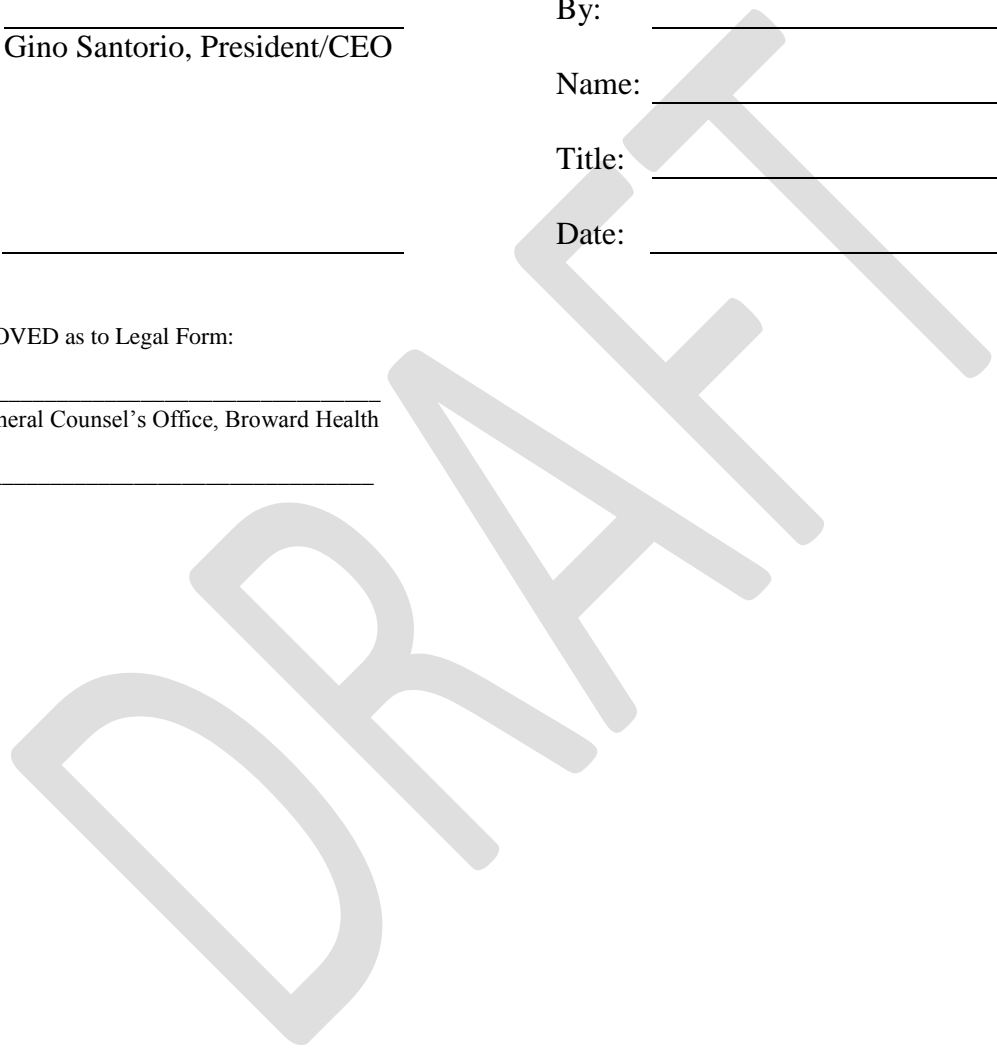 By:
Gino Santorio, President/CEO
Name:
Title:
Date:
OVED as to Legal Form:
neral Counsel’s Office, Broward Health
DRAFT